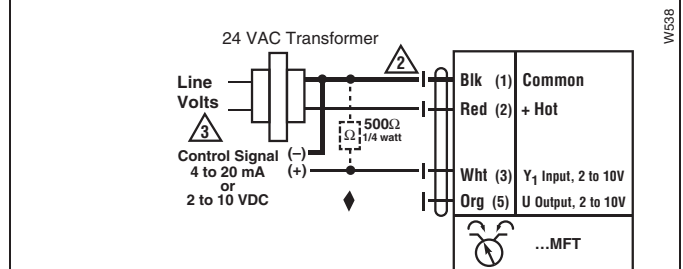 W538
24 VAC Transformer
Line
Volts
2
3
Blk (1) Common
Red (2) + Hot
500Ω
Ω
1/4 watt
Control Signal (–)
4 to 20 mA (+)
or
2 to 10 VDC
Wht (3) Y1 Input, 2 to 10V
Org (5) U Output, 2 to 10V
...MFT